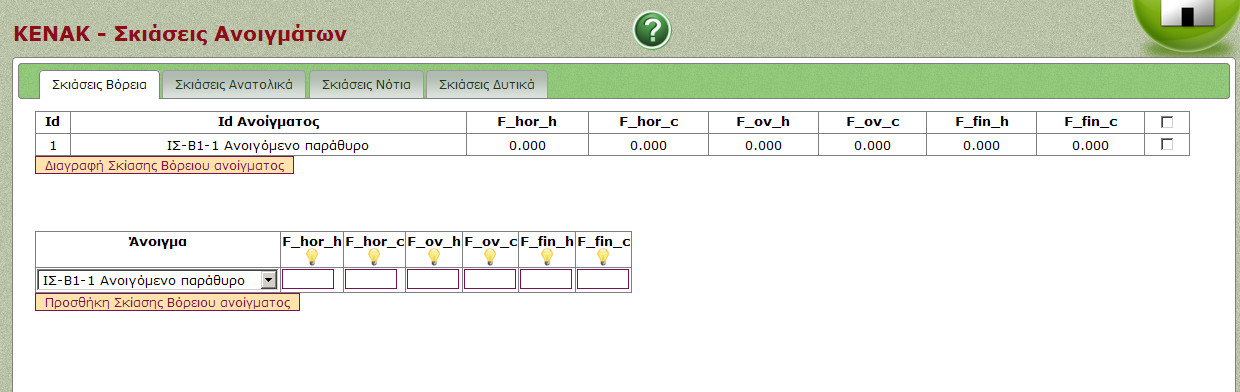 KENAK - Σκιάσεις Ανοιγμάτων
?
Σκιάσεις Βόρεια Σκιάσεις Ανατολικά Σκιάσεις Νότια Σκιάσεις Δυτικά
Id Id Ανοίγματος F_hor_h F_hor_c F_ov_h F_ov_c F_fin_h F_fin_c
1 ΙΣ-Β1-1 Ανοιγόμενο παράθυρο 0.000 0.000 0.000 0.000 0.000 0.000
Διαγραφή Σκίασης Βόρειου ανοίγματος
Άνοιγμα F_hor_h F_hor_c F_ov_h F_ov_c F_fin_h F_fin_c
ΙΣ-Β1-1 Ανοιγόμενο παράθυρο
Προσθήκη Σκίασης Βόρειου ανοίγματος